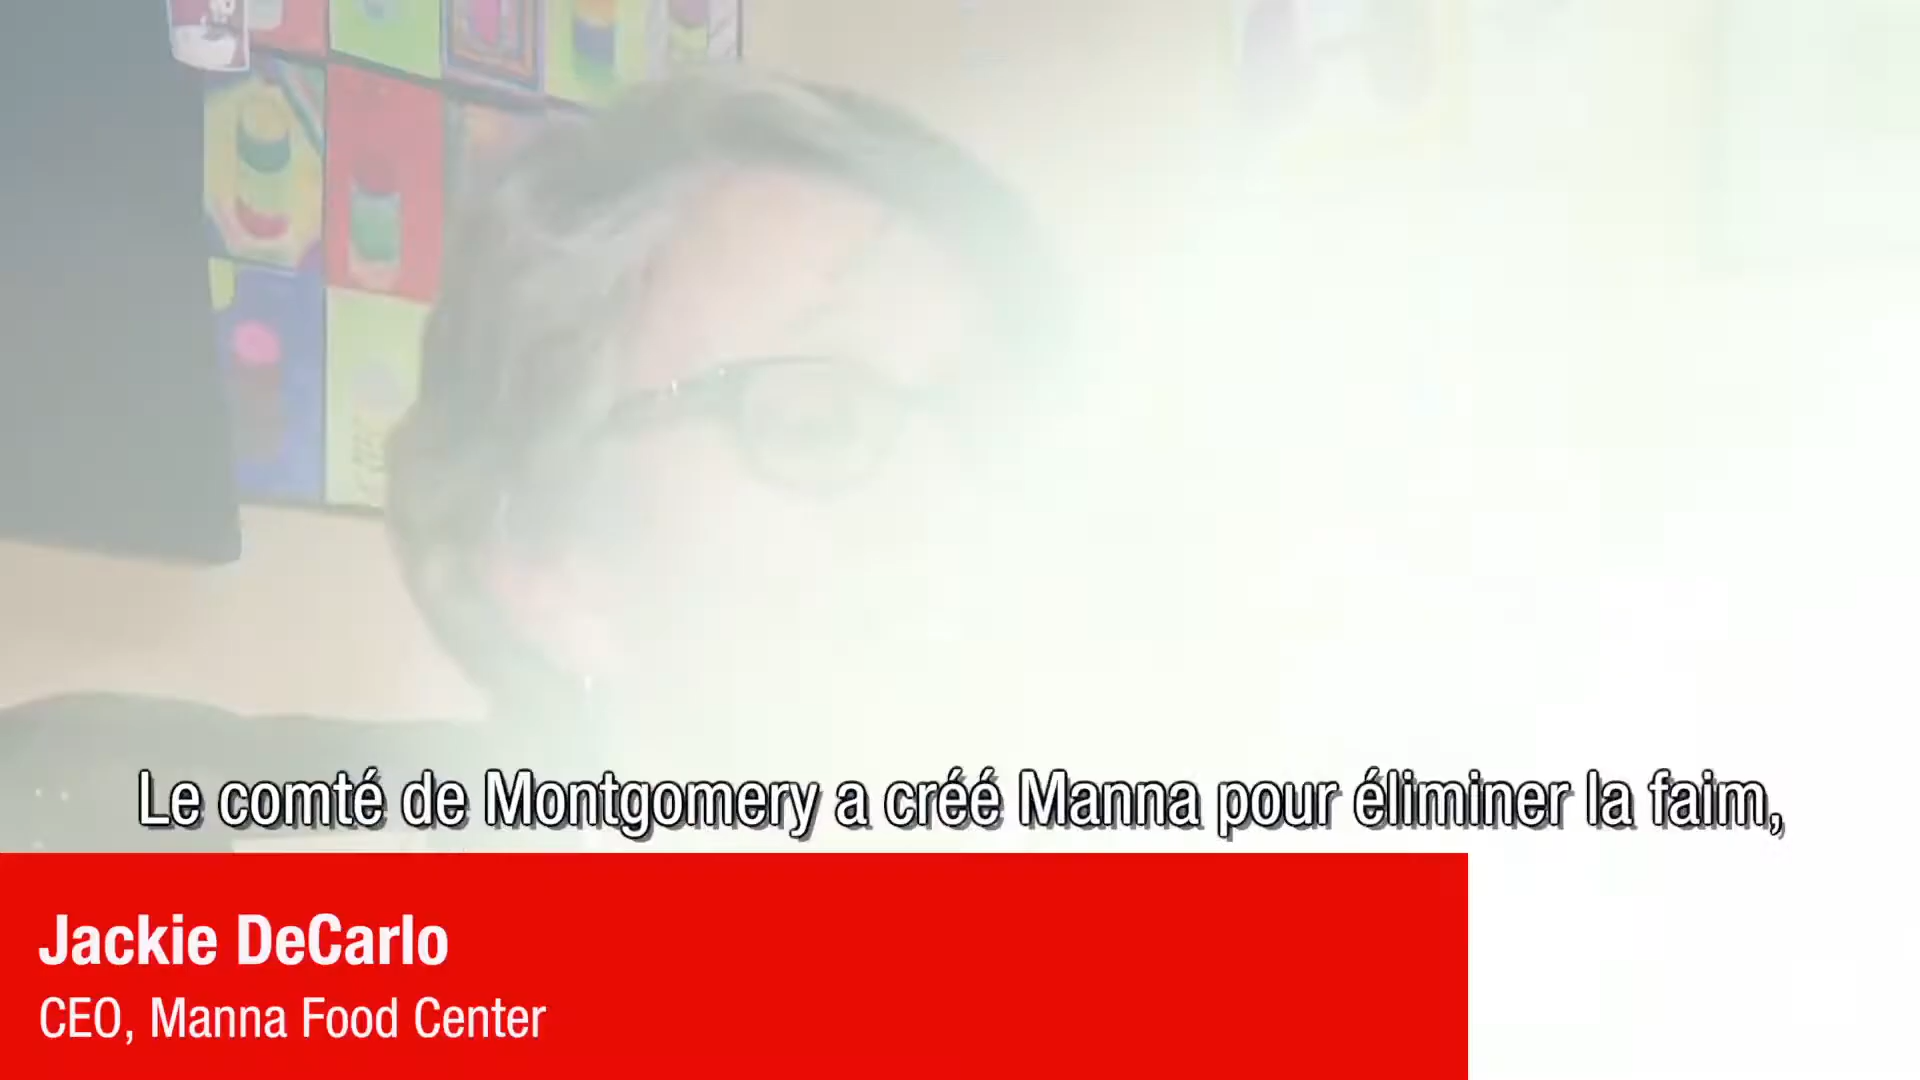 Le comté de Montgomery a créé Manna pour éliminer la faim,
Jackie DeCarlo
CEO, Manna Food Center